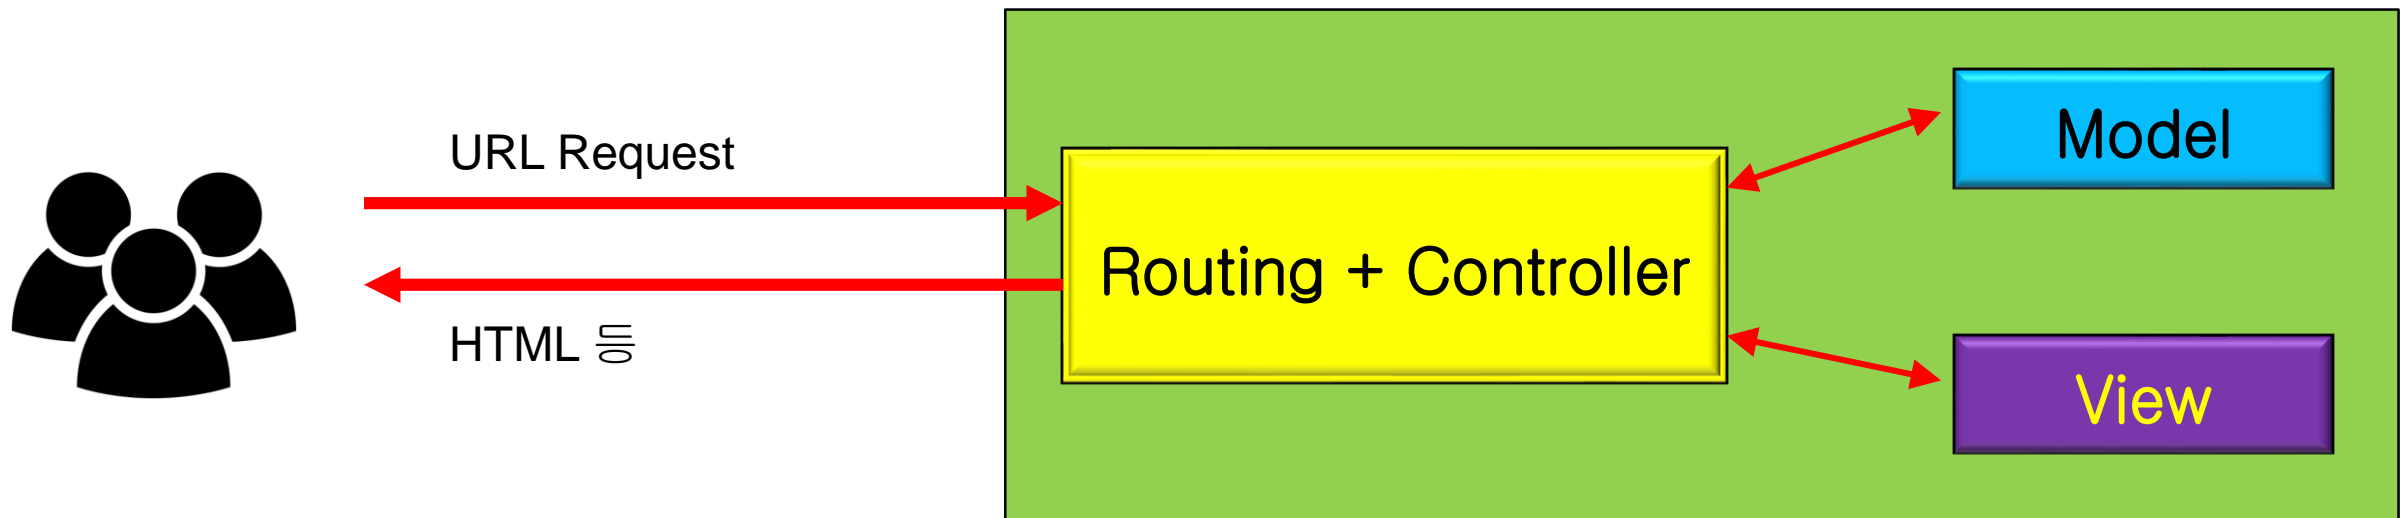 URL Request
HTML 등
Routing + Controller
Model
View